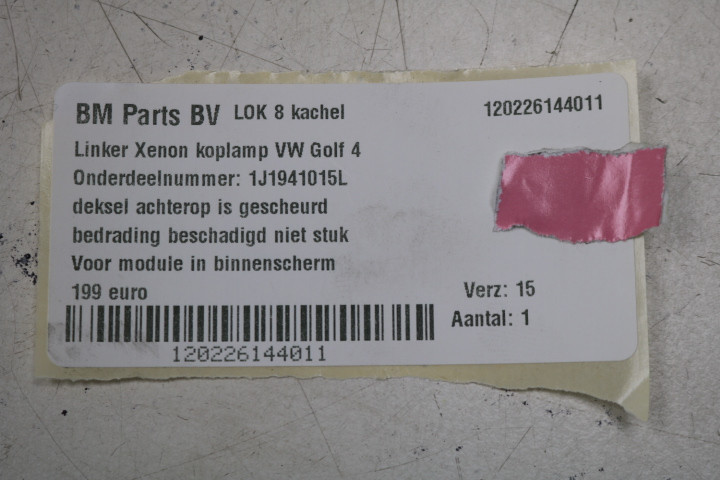 BM Parts BV LOK 8 kachel 120226144011
Linker Xenon koplamp VW Golf 4
Onderdeelnummer: 1J1941015L
deksel achterop is gescheurd
bedrading beschadigd niet stuk
Voor module in binnenscherm
199 euro Verz: 15
Aantal: 1
120226144011